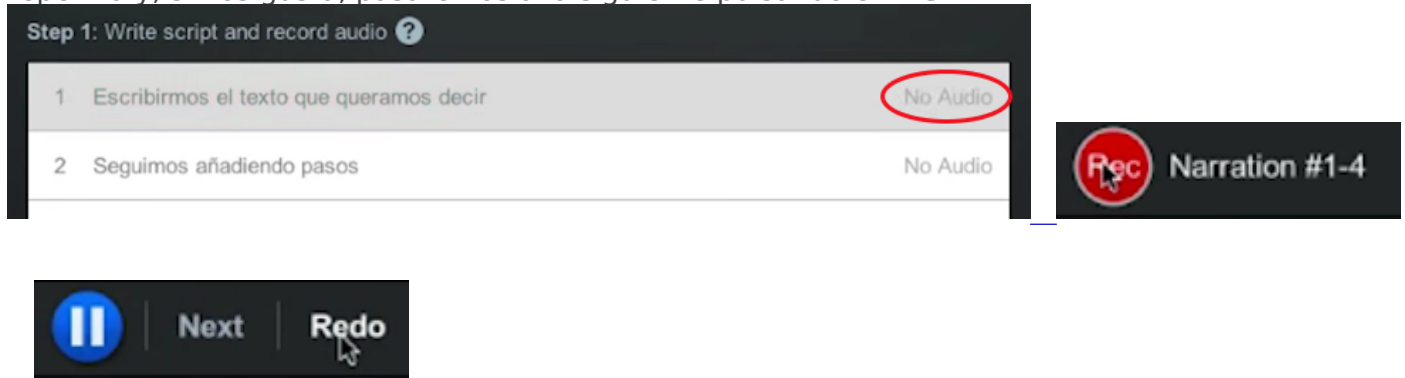 Step 1: Write script and record audio ?
1 Escribirmos el texto que queramos decir No Audio
2 Seguimos añadiendo pasos No Audio
Rec Narration #1-4
Next Redo